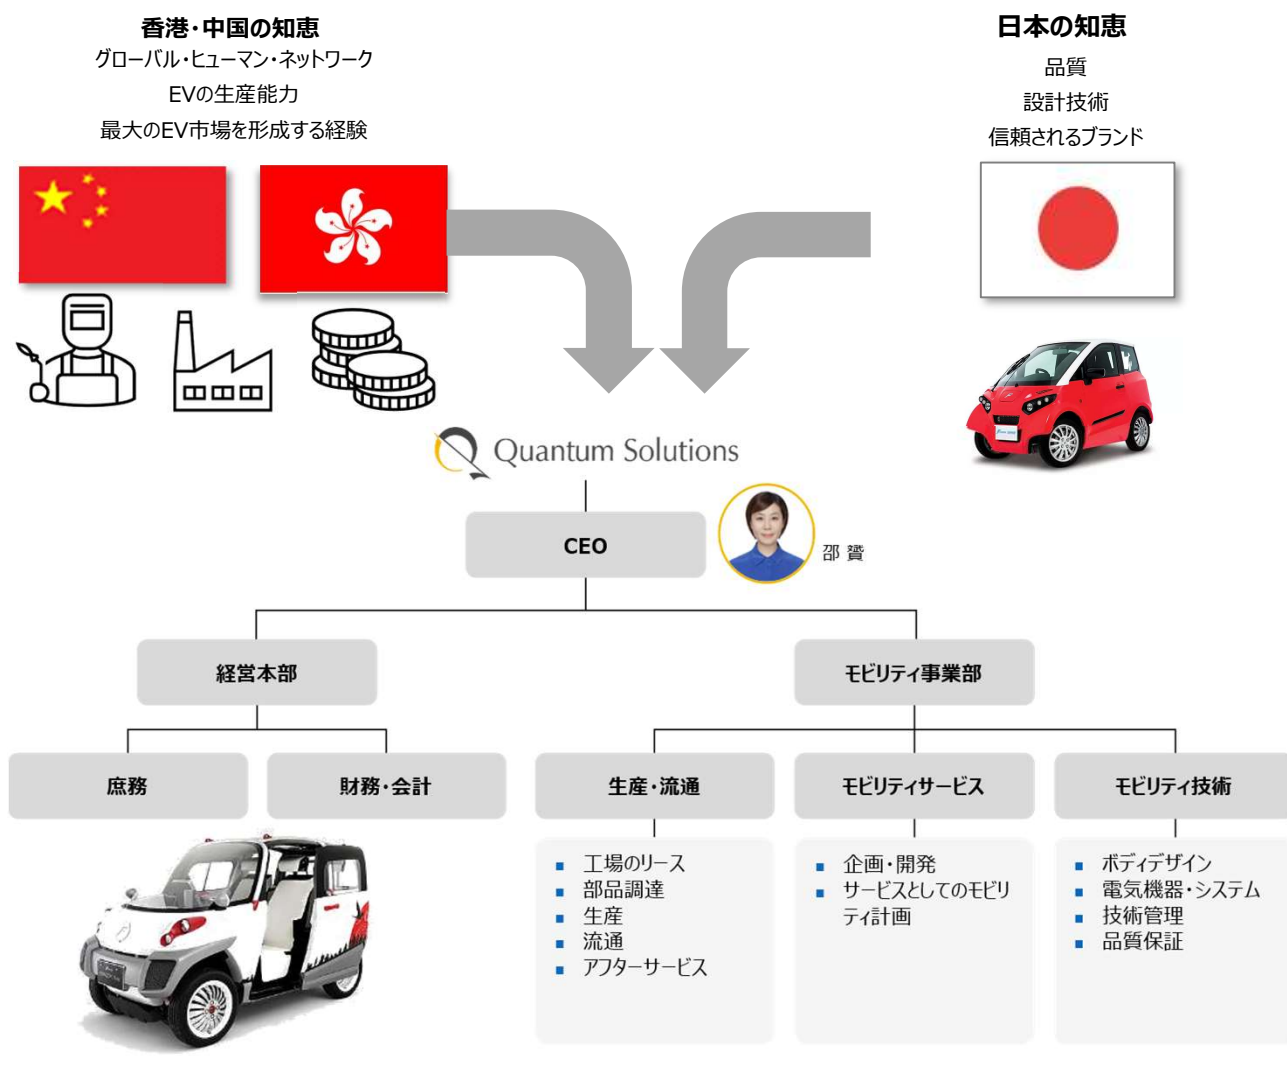 香港・中国の知恵
グローバル・ヒューマン・ネットワーク
EVの生産能力
最大のEV市場を形成する経験
日本の知恵
品質
設計技術
信頼されるブランド
Quantum Solutions
CEO
邵 贇
経営本部
モビリティ事業部
庶務
財務・会計
生産・流通
モビリティサービス
モビリティ技術
工場のリース
部品調達
生産
流通
アフターサービス
企画・開発
サービスとしてのモビリ
ティ計画
ボディデザイン
電気機器・システム
技術管理
品質保証